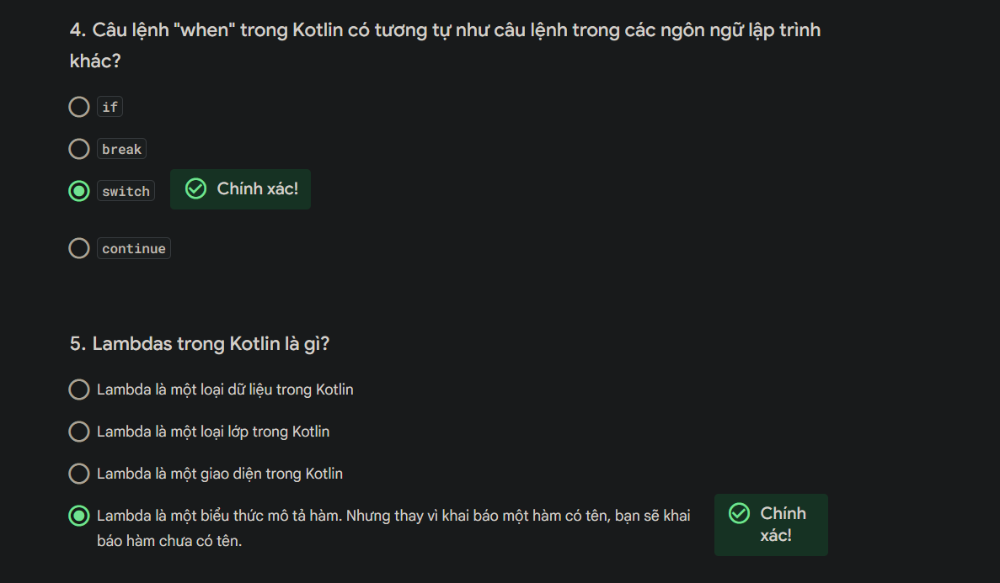 4. Câu lệnh "when" trong Kotlin có tương tự như câu lệnh trong các ngôn ngữ lập trình
khác?
if
break
switch
Chính xác!
continue
5. Lambdas trong Kotlin là gì?
Lambda là một loại dữ liệu trong Kotlin
Lambda là một loại lớp trong Kotlin
Lambda là một giao diện trong Kotlin
Lambda là một biểu thức mô tả hàm. Nhưng thay vì khai báo một hàm có tên, bạn sẽ khai
báo hàm chưa có tên.
Chính
xác!